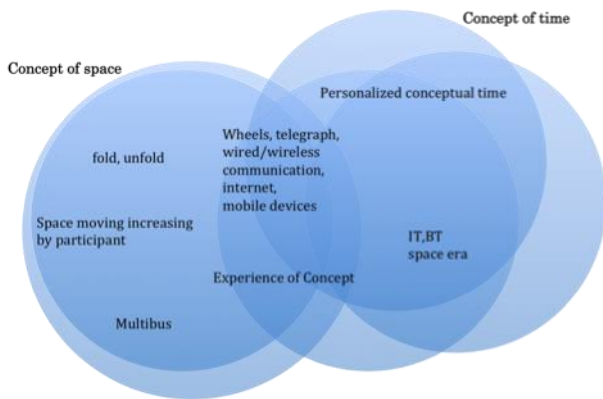 Concept of time
Concept of space
Personalized conceptual time
Wheels, telegraph,
wired/wireless
communication,
internet,
mobile devices
fold, unfold
Space moving increasing
by participant
IT,BT
space era
Experience of Concept
Multibus